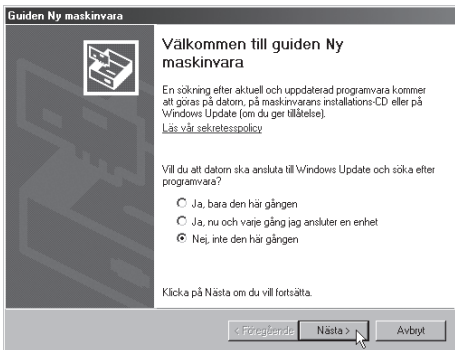 Guiden Ny maskinvara
Välkommen till guiden Ny
maskinvara
En sökning efter aktuell och uppdaterad programvara kommer
att göras på datorn, på maskinvarans installations-CD eller på
Windows Update (om du ger tillåtelse).
Läs vår sekretesspolicy
Vill du att datorn ska ansluta till Windows Update och söka efter
programvara?
Ja, bara den här gången
Ja, nu och varje gång jag ansluter en enhet
Nej, inte den här gången
Klicka på Nästa om du vill fortsätta.
< Föregående Nästa > Avbryt